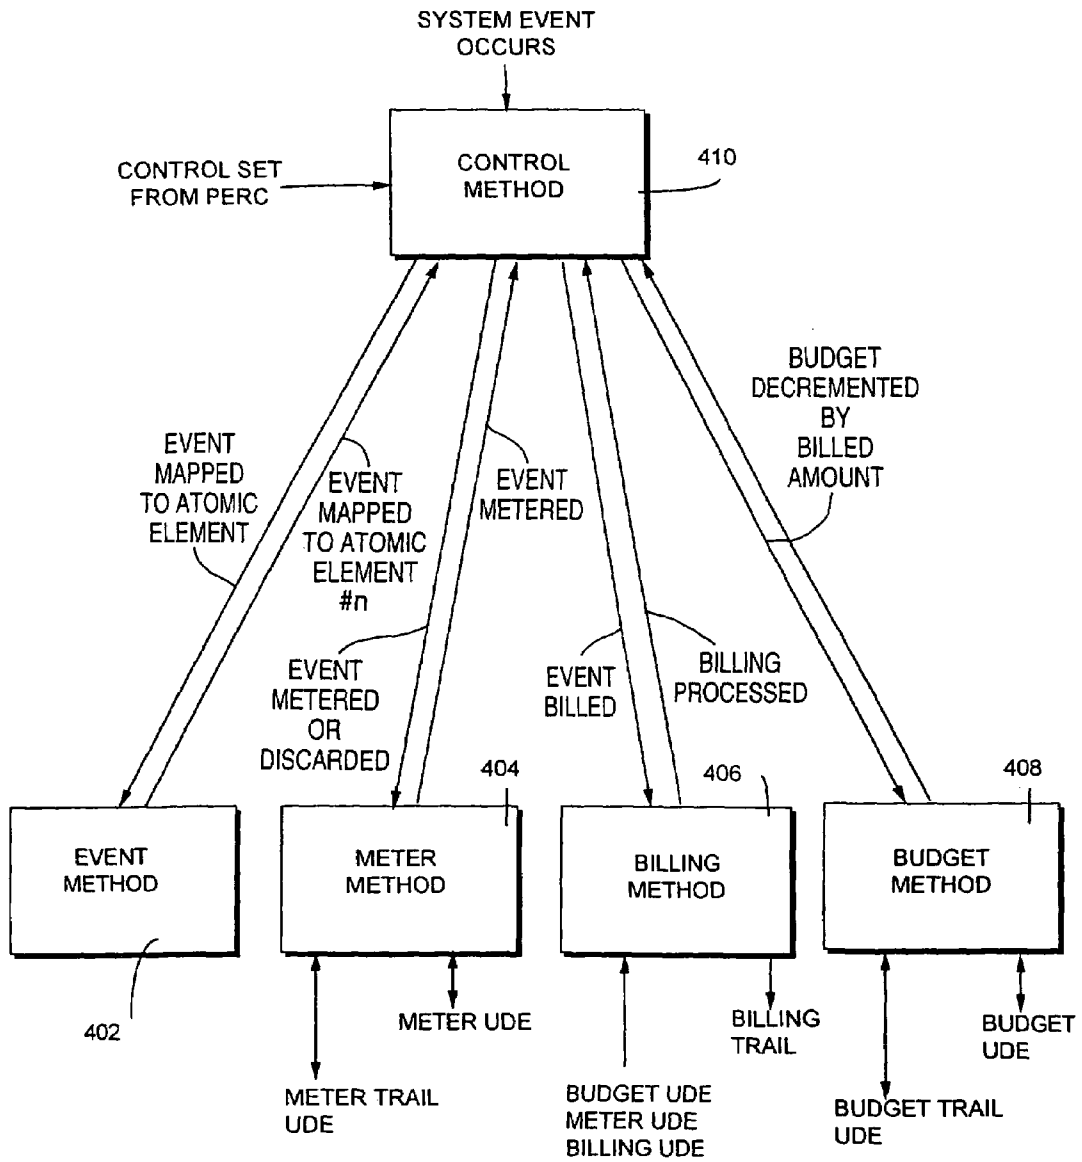 SYSTEM EVENT
OCCURS
CONTROL
METHOD
410
CONTROL SET
FROM PERC
BUDGET
DECREMENTED
BY
BILLED
AMOUNT
EVENT
MAPPED
TO ATOMIC
ELEMENT
EVENT
MAPPED
TO ATOMIC
ELEMENT
#n
EVENT
METERED
EVENT
METERED
OR
DISCARDED
EVENT
BILLED
BILLING
PROCESSED
404
406
408
EVENT
METHOD
METER
METHOD
BILLING
METHOD
BUDGET
METHOD
402
METER UDE
BILLING
TRAIL
BUDGET
UDE
METER TRAIL
UDE
BUDGET UDE
METER UDE
BILLING UDE
BUDGET TRAIL
UDE